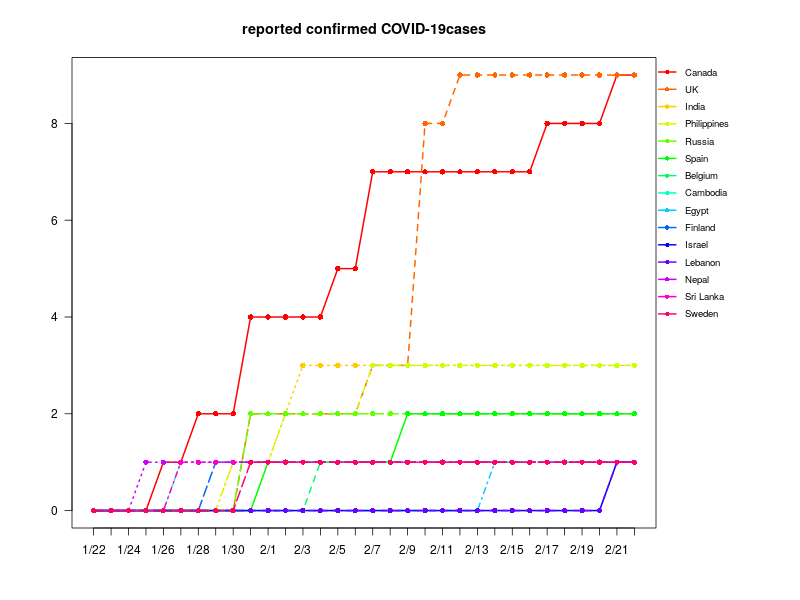 reported confirmed COVID-19cases
8
6
4
2
0
1/22 1/24 1/26 1/28 1/30 2/1 2/3 2/5 2/7 2/9 2/11 2/13 2/15 2/17 2/19 2/21
Canada
UK
India
Philippines
Russia
Spain
Belgium
Cambodia
Egypt
Finland
Israel
Lebanon
Nepal
Sri Lanka
Sweden